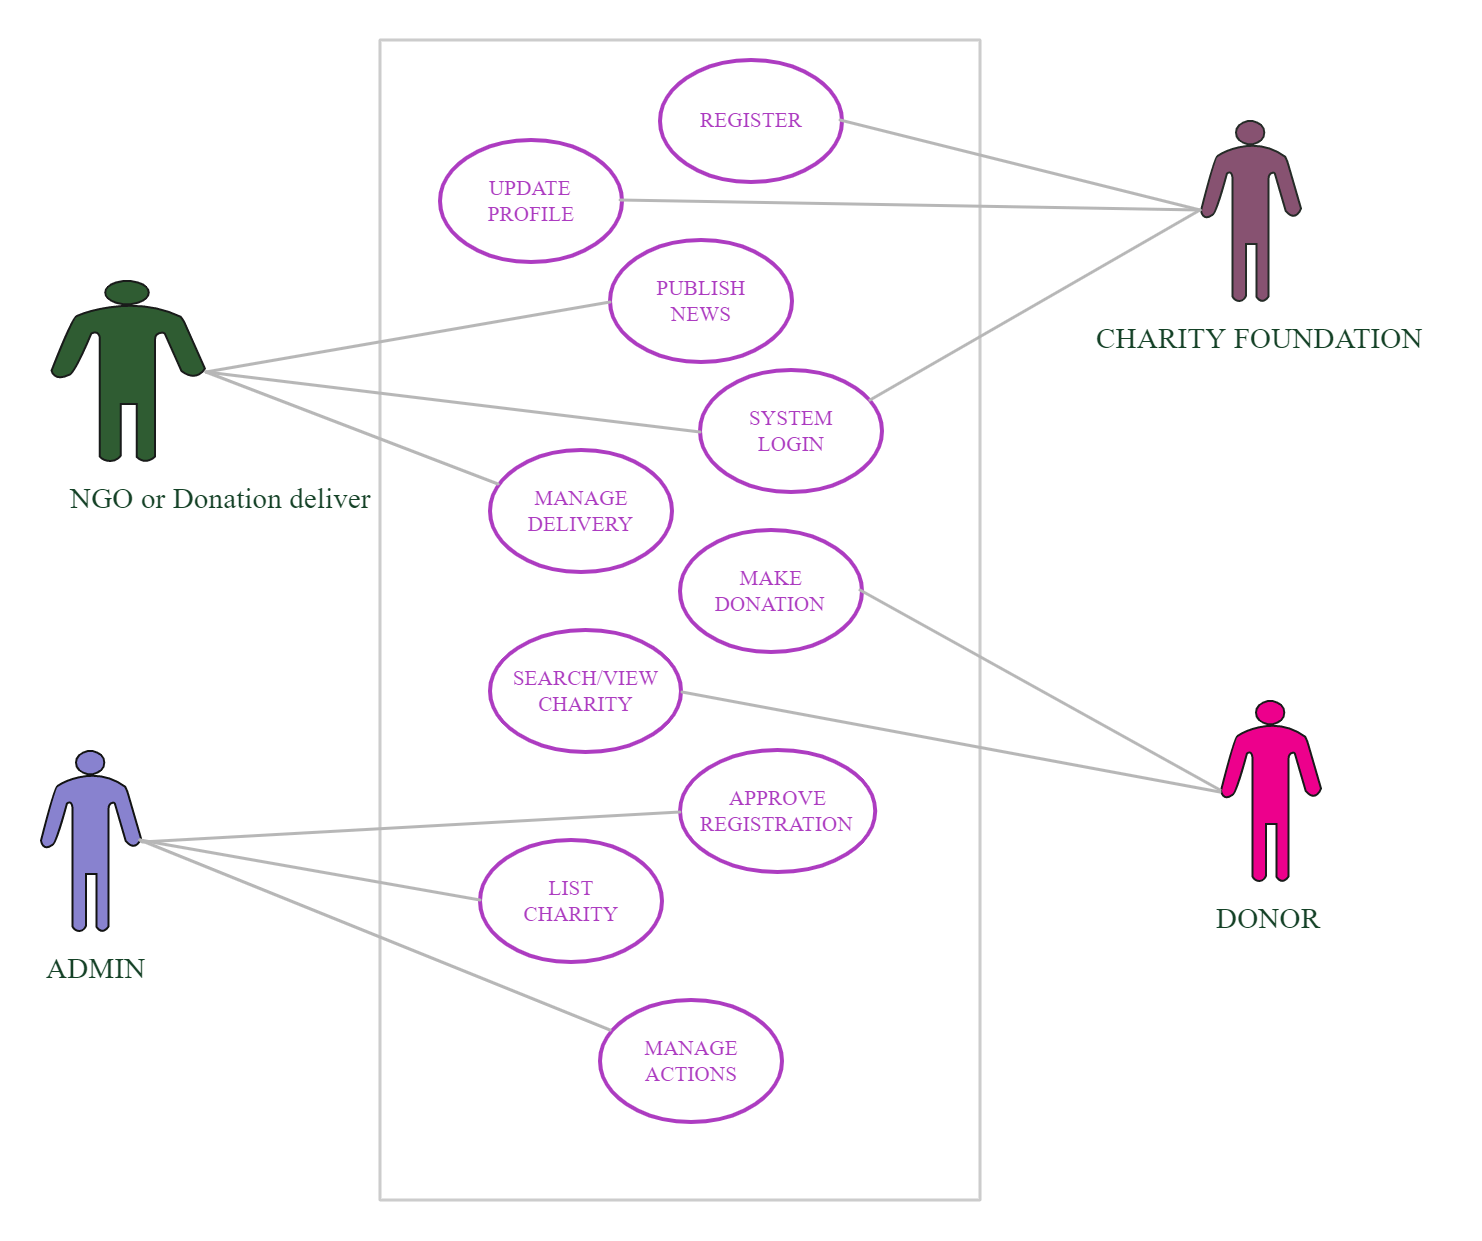 REGISTER
UPDATE
PROFILE
PUBLISH
NEWS
CHARITY FOUNDATION
SYSTEM
LOGIN
NGO or Donation deliver
MANAGE
DELIVERY
MAKE
DONATION
SEARCH/VIEW
CHARITY
APPROVE
REGISTRATION
LIST
CHARITY
DONOR
ADMIN
MANAGE
ACTIONS